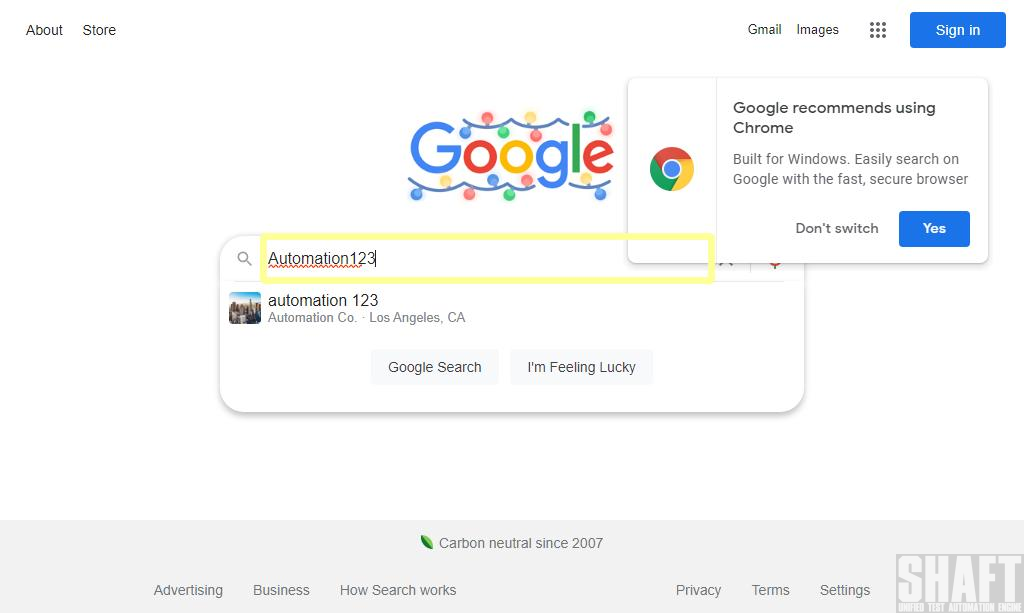 About Store
Gmail Images
Sign in
Google
Google recommends using
Chrome
Built for Windows. Easily search on
Google with the fast, secure browser
Don't switch
Yes
Automation123
automation 123
Automation Co. · Los Angeles, CA
Google Search
I'm Feeling Lucky
Carbon neutral since 2007
Advertising Business How Search works
Privacy Terms Settings
SHAFT
UNIFIED TEST AUTOMATION ENGINE